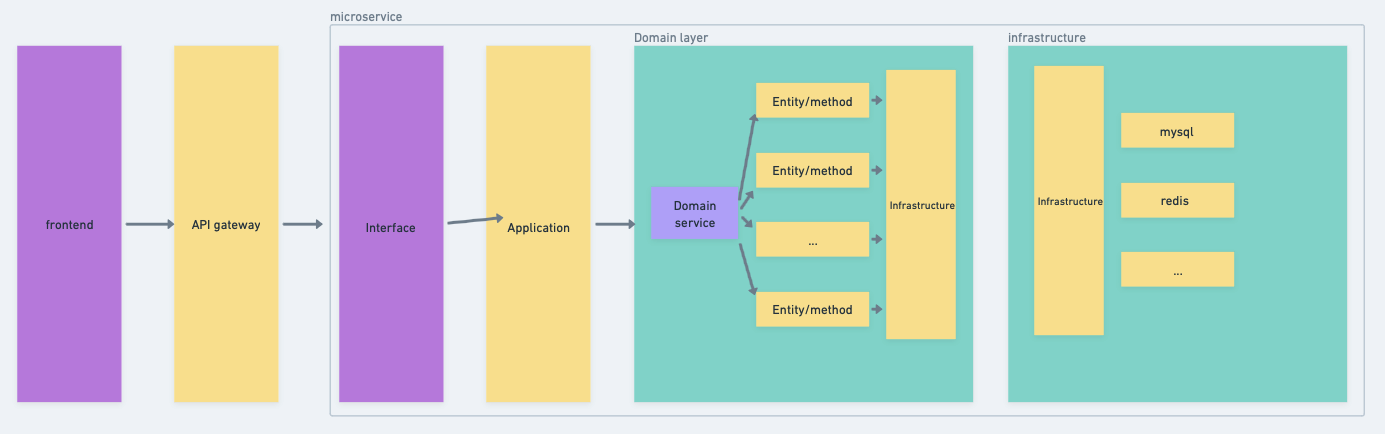 microservice
Domain layer
infrastructure
frontend
API gateway
Interface
Application
Domain
service
Entity/method
Entity/method
...
Entity/method
Infrastructure
Infrastructure
mysql
redis
...